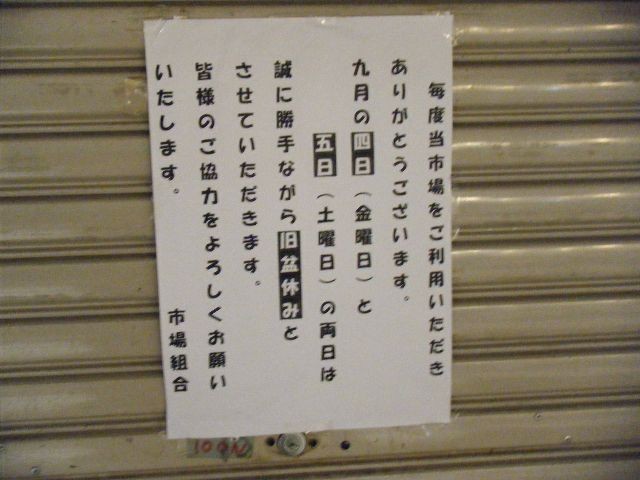 毎度当市場をご利用いただき
ありがとうございます。
九月の四日（金曜日）と
五日（土曜日）の両日は
誠に勝手ながら旧盆休みと
させていただきます。
皆様のご協力をよろしくお願い
いたします。
市場組合
100N